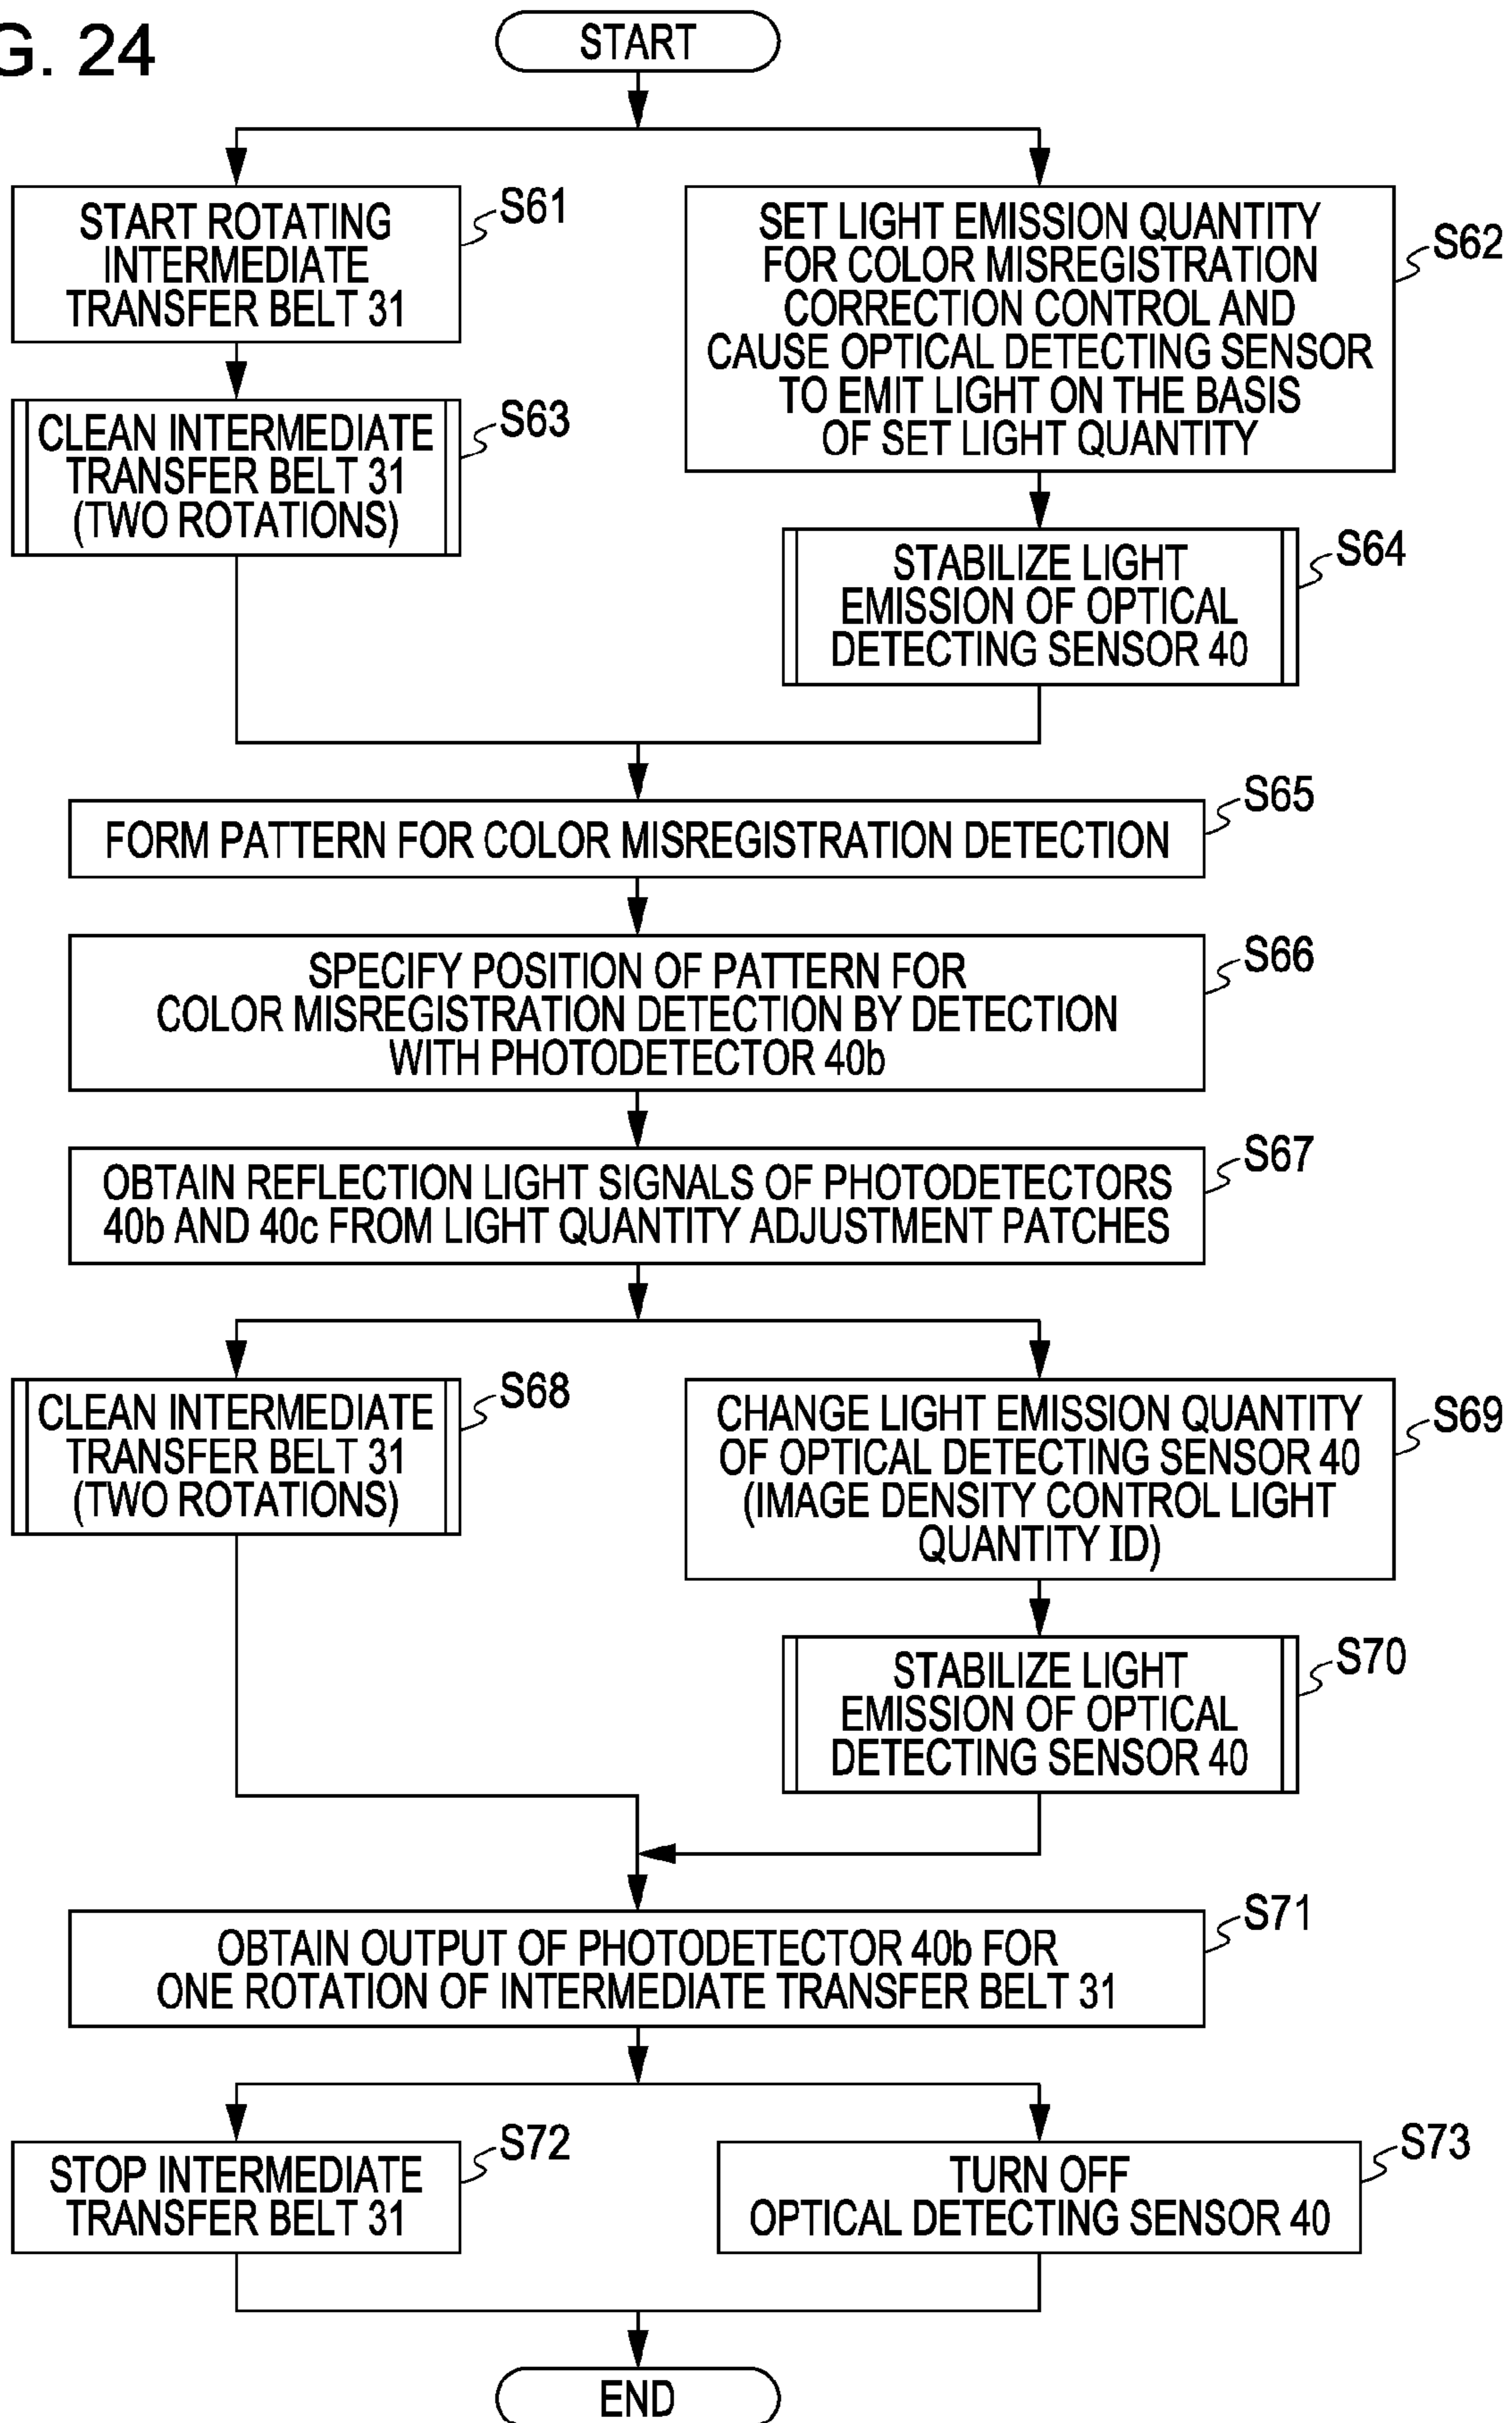 G. 24
START
START ROTATING
INTERMEDIATE
TRANSFER BELT 31
S61
SET LIGHT EMISSION QUANTITY
FOR COLOR MISREGISTRATION
CORRECTION CONTROL AND
CAUSE OPTICAL DETECTING SENSOR
TO EMIT LIGHT ON THE BASIS
OF SET LIGHT QUANTITY
S62
CLEAN INTERMEDIATE
TRANSFER BELT 31
(TWO ROTATIONS)
S63
STABILIZE LIGHT
EMISSION OF OPTICAL
DETECTING SENSOR 40
S64
FORM PATTERN FOR COLOR MISREGISTRATION DETECTION
S65
SPECIFY POSITION OF PATTERN FOR
COLOR MISREGISTRATION DETECTION BY DETECTION
WITH PHOTODETECTOR 40b
S66
OBTAIN REFLECTION LIGHT SIGNALS OF PHOTODETECTORS
40b AND 40c FROM LIGHT QUANTITY ADJUSTMENT PATCHES
S67
CLEAN INTERMEDIATE
TRANSFER BELT 31
(TWO ROTATIONS)
S68
CHANGE LIGHT EMISSION QUANTITY
OF OPTICAL DETECTING SENSOR 40
(IMAGE DENSITY CONTROL LIGHT
QUANTITY ID)
S69
STABILIZE LIGHT
EMISSION OF OPTICAL
DETECTING SENSOR 40
S70
OBTAIN OUTPUT OF PHOTODETECTOR 40b FOR
ONE ROTATION OF INTERMEDIATE TRANSFER BELT 31
S71
STOP INTERMEDIATE
TRANSFER BELT 31
S72
TURN OFF
OPTICAL DETECTING SENSOR 40
S73
END